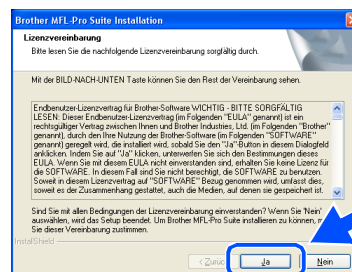 Brother MFL-Pro Suite Installation
Lizenzvereinbarung
Bitte lesen Sie die nachfolgende Lizenzvereinbarung sorgfältig durch.
Mit der BILD-NACH-UNTEN Taste können Sie den Rest der Vereinbarung sehen.
Endbenutzer-Lizenzvertrag für Brother-Software WICHTIG - BITTE SORGFÄLTIG
LESEN: Dieser Endbenutzer-Lizenzvertrag (im Folgenden "EULA" genannt) ist ein
rechtsgültiger Vertrag zwischen Ihnen und Brother Industries, Ltd. (im Folgenden "Brother"
genannt), durch den Ihre Nutzung der Brother-Software (im Folgenden "SOFTWARE"
genannt) geregelt wird, die installiert wird, sobald Sie den "Ja"-Button in diesem Dialogfeld
anklicken. Indem Sie auf "Ja" klicken, unterwerfen Sie sich den Bestimmungen dieses
EULA. Wenn Sie mit diesem EULA nicht einverstanden sind, erhalten Sie keine Lizenz für
die SOFTWARE. In diesem Fall sind Sie nicht berechtigt, die SOFTWARE zu benutzen.
Soweit in diesem Lizenzvertrag auf "SOFTWARE" Bezug genommen wird, umfasst dies,
soweit es der Zusammenhang gestattet, auch die Medien, auf denen sie gespeichert ist.
Sind Sie mit allen Bedingungen der Lizenzvereinbarung einverstanden? Wenn Sie 'Nein'
auswählen, wird das Setup beendet. Um Brother MFL-Pro Suite installieren zu können, m
Sie dieser Vereinbarung zustimmen.
InstallShield
< Zurück Ja Nein